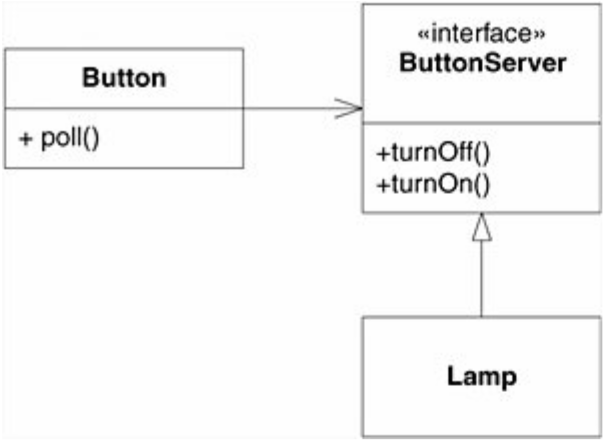 Button
+ poll()
«interface»
ButtonServer
+turnOff()
+turnOn()
Lamp